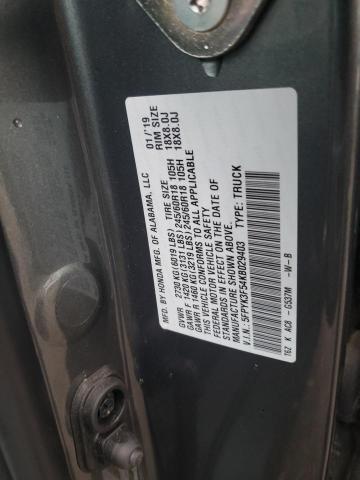 MFD. BY HONDA MFG. OF ALABAMA, LLC 01/'19
TIRE SIZE RIM SIZE
GVWR 2730 KG (6019 LBS)
GAWR F 1420 KG (3131 LBS) 245/60R18 105H 18X8.0J
GAWR R 1460 KG (3219 LBS) 245/60R18 105H 18X8.0J
THIS VEHICLE CONFORMS TO ALL APPLICABLE
FEDERAL MOTOR VEHICLE SAFETY
STANDARDS IN EFFECT ON THE DATE OF
MANUFACTURE SHOWN ABOVE.
V.I.N.: 5FPYK3F54KB029403 TYPE: TRUCK
T6Z K AC8 - G537M -W-B